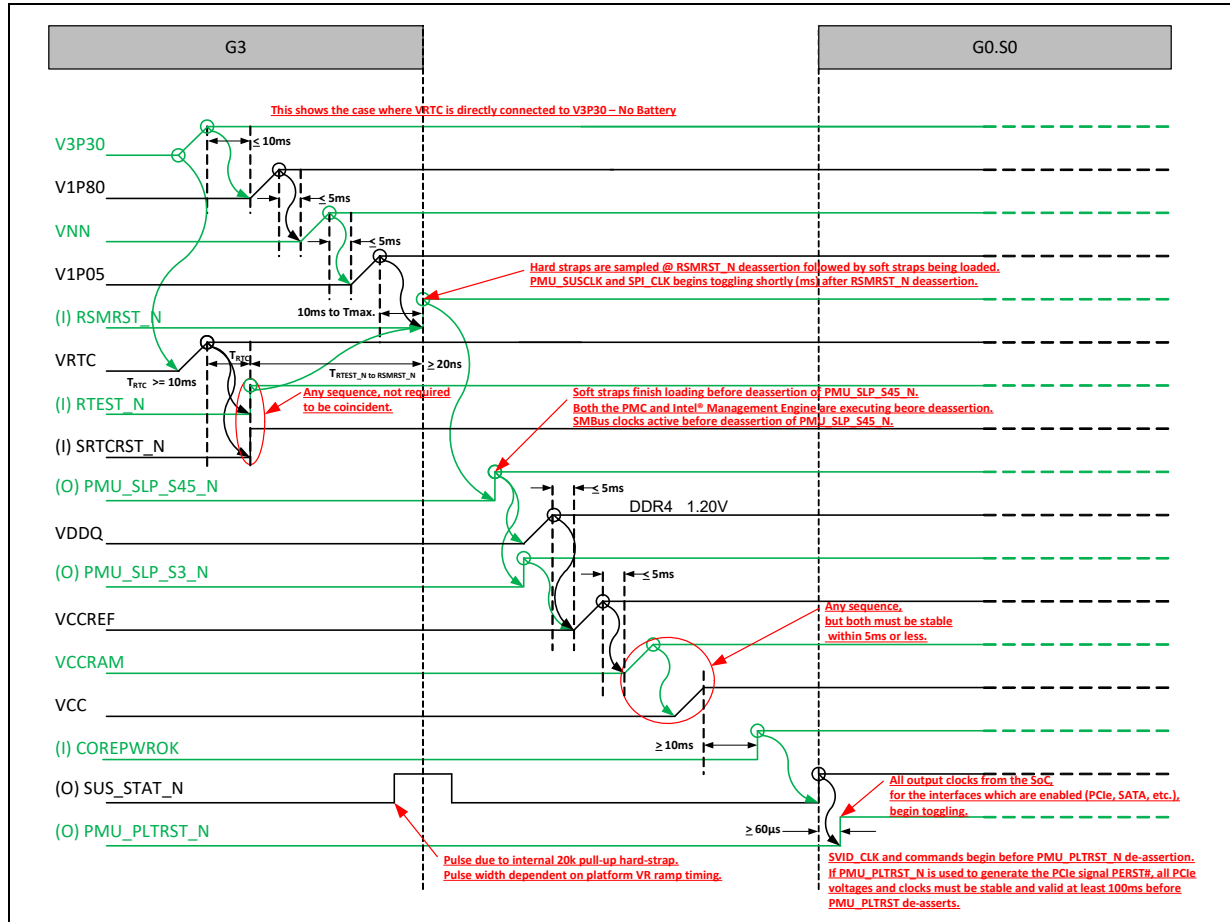 G3
G0.S0
This shows the case where VRTC is directly connected to V3P30 – No Battery
V3P30
≤ 10ms
V1P80
≤ 5ms
VNN
≤ 5ms
V1P05
Hard straps are sampled @ RSMRST_N deassertion followed by soft straps being loaded.
PMU_SUSCLK and SPI_CLK begins toggling shortly (ms) after RSMRST_N deassertion.
10ms to Tmax.
(I) RSMRST_N
VRTC
TRTC
≥ 20ns
TRTC >= 10ms
TRTEST_N to RSMRST_N
(I) RTEST_N
Any sequence, not required
to be coincident.
Soft straps finish loading before deassertion of PMU_SLP_S45_N.
Both the PMC and Intel® Management Engine are executing beore deassertion.
SMBus clocks active before deassertion of PMU_SLP_S45_N.
(I) SRTCRST_N
(O) PMU_SLP_S45_N
≤ 5ms
DDR4 1.20V
VDDQ
(O) PMU_SLP_S3_N
≤ 5ms
VCCREF
Any sequence,
but both must be stable
within 5ms or less.
VCCRAM
VCC
(I) COREPWROK
≥ 10ms
(O) SUS_STAT_N
All output clocks from the SoC,
for the interfaces which are enabled (PCIe, SATA, etc.),
begin toggling.
(O) PMU_PLTRST_N
≥ 60µs
Pulse due to internal 20k pull-up hard-strap.
Pulse width dependent on platform VR ramp timing.
SVID_CLK and commands begin before PMU_PLTRST_N de-assertion.
If PMU_PLTRST_N is used to generate the PCIe signal PERST#, all PCIe
voltages and clocks must be stable and valid at least 100ms before
PMU_PLTRST de-asserts.